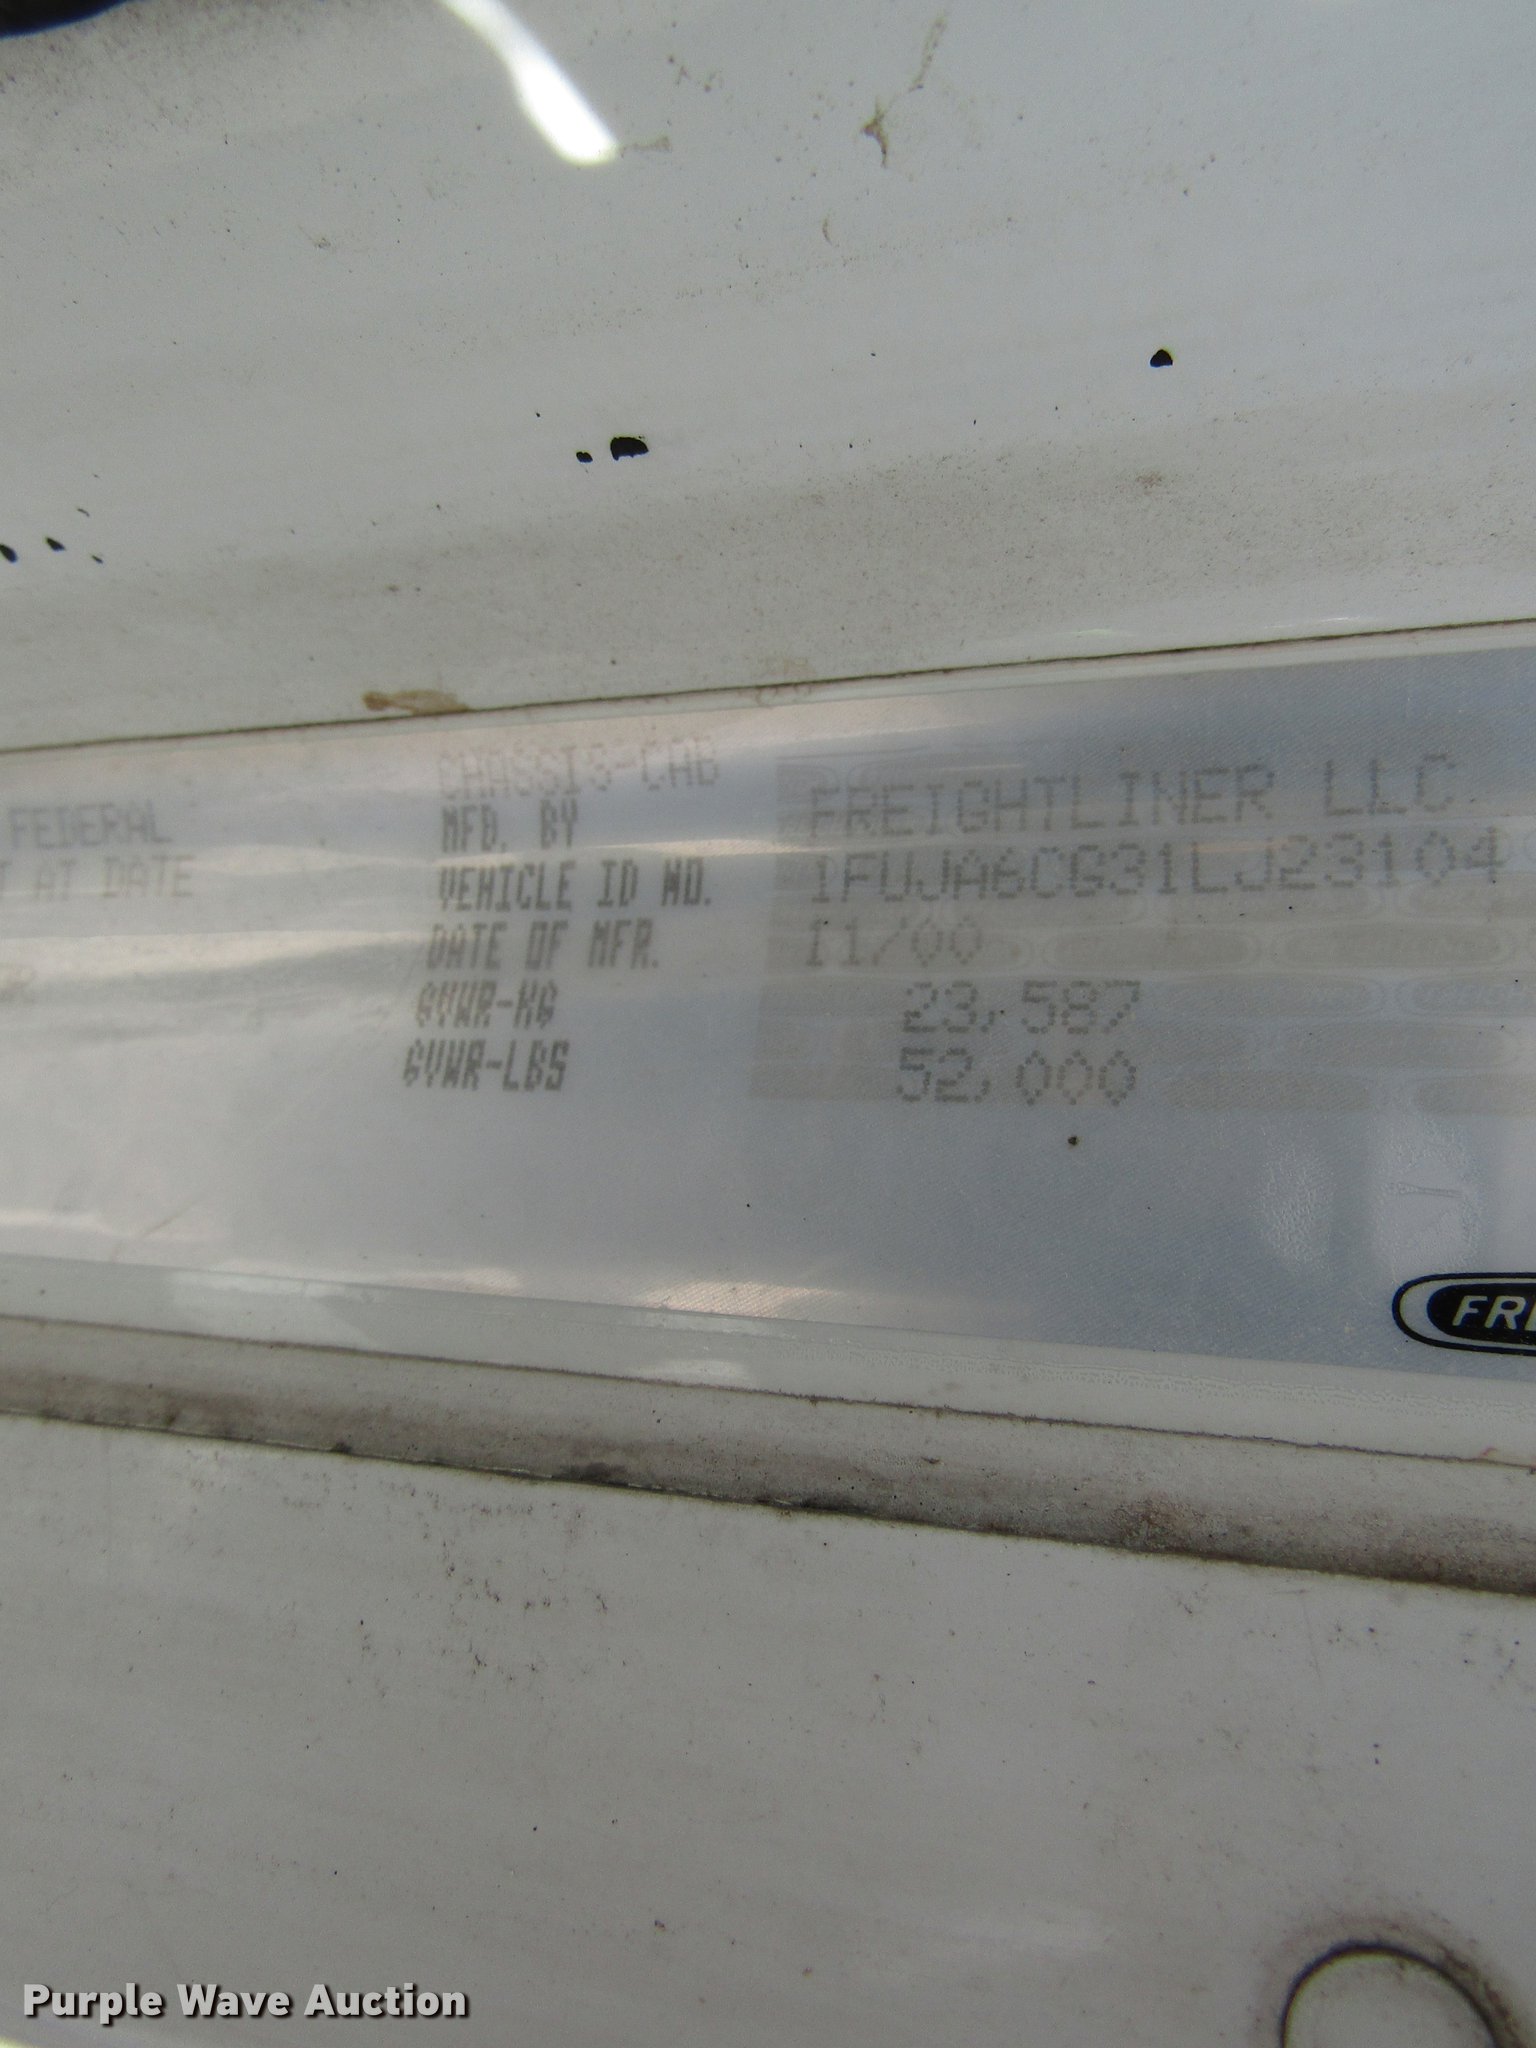 CHASSIS-CAB
FEDERAL MFD. BY FREIGHTLINER LLC
T AT DATE VEHICLE ID NO. 1FUJA6CG31LJ23104
DATE OF MFR. 11/00
GVWR-KG 23,587
GVWR-LBS 52,000
FRE
Purple Wave Auction